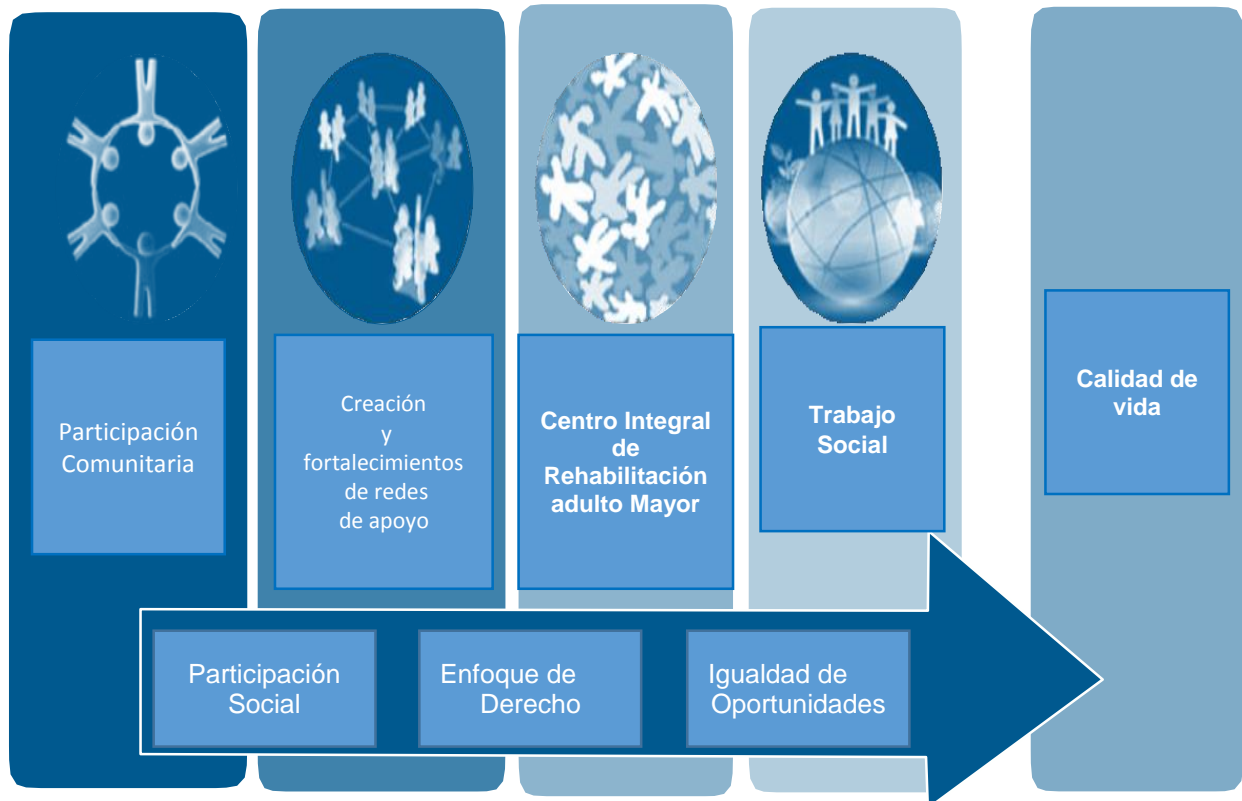 Participación
Comunitaria
Creación
y
fortalecimientos
de redes
de apoyo
Centro Integral
de
Rehabilitación
adulto Mayor
Trabajo
Social
Calidad de
vida
Participación
Social
Enfoque de
Derecho
Igualdad de
Oportunidades